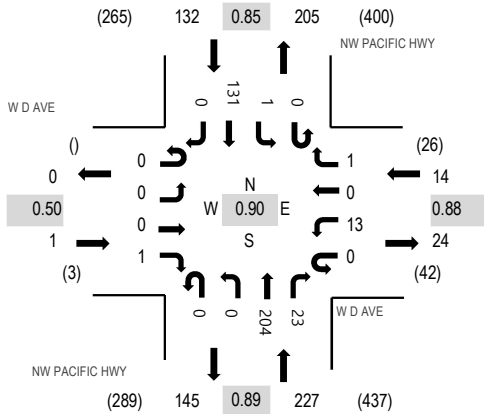 (265) 132 0.85 205 (400)
NW PACIFIC HWY
W D AVE
0 131 1 0
() 0 1 (26)
0 0 0 14
0.50 N 0.88
W 0.90 E
S
1 0 13 24
(3) 1 0 (42)
0 0 204 23
W D AVE
NW PACIFIC HWY
(289) 145 0.89 227 (437)